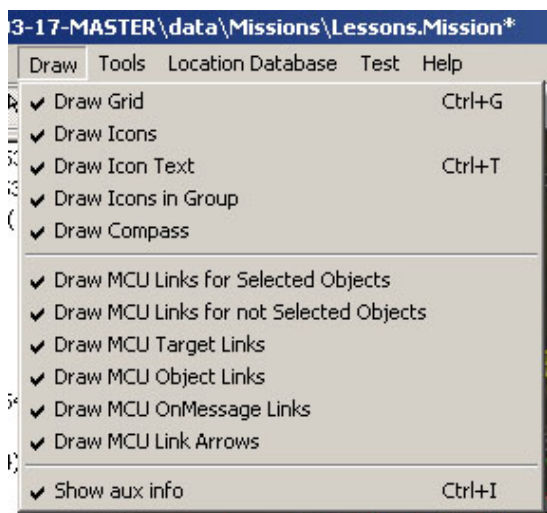 3-17-MASTER\data\Missions\Lessons.Mission*
Draw Tools Location Database Test Help
Draw Grid Ctrl+G
Draw Icons
Draw Icon Text Ctrl+T
Draw Icons in Group
Draw Compass
Draw MCU Links for Selected Objects
Draw MCU Links for not Selected Objects
Draw MCU Target Links
Draw MCU Object Links
Draw MCU OnMessage Links
Draw MCU Link Arrows
Show aux info Ctrl+I